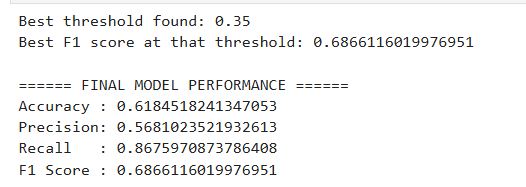 Best threshold found: 0.35
Best F1 score at that threshold: 0.6866116019976951
====== FINAL MODEL PERFORMANCE ======
Accuracy : 0.6184518241347053
Precision: 0.5681023521932613
Recall   : 0.8675970873786408
F1 Score : 0.6866116019976951